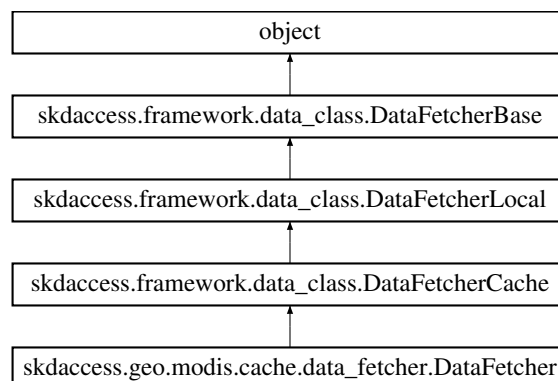 object
skdaccess.framework.data_class.DataFetcherBase
skdaccess.framework.data_class.DataFetcherLocal
skdaccess.framework.data_class.DataFetcherCache
skdaccess.geo.modis.cache.data_fetcher.DataFetcher